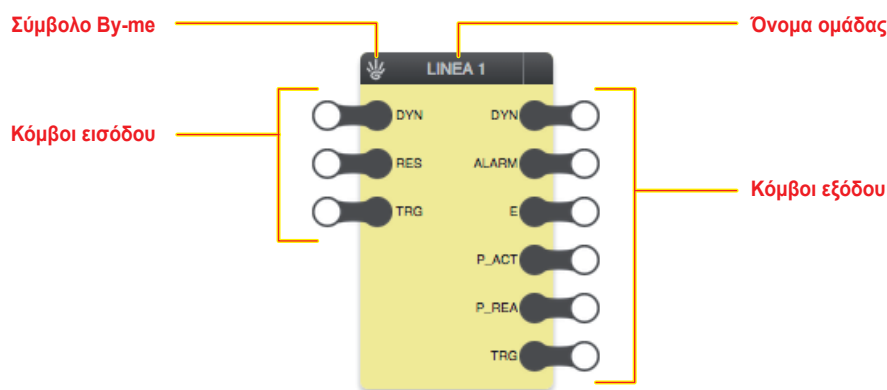 Σύμβολο By-me
Όνομα ομάδας
LINEA 1
Κόμβοι εισόδου
DYN
RES
TRG
DYN
ALARM
E
P_ACT
P_REA
TRG
Κόμβοι εξόδου